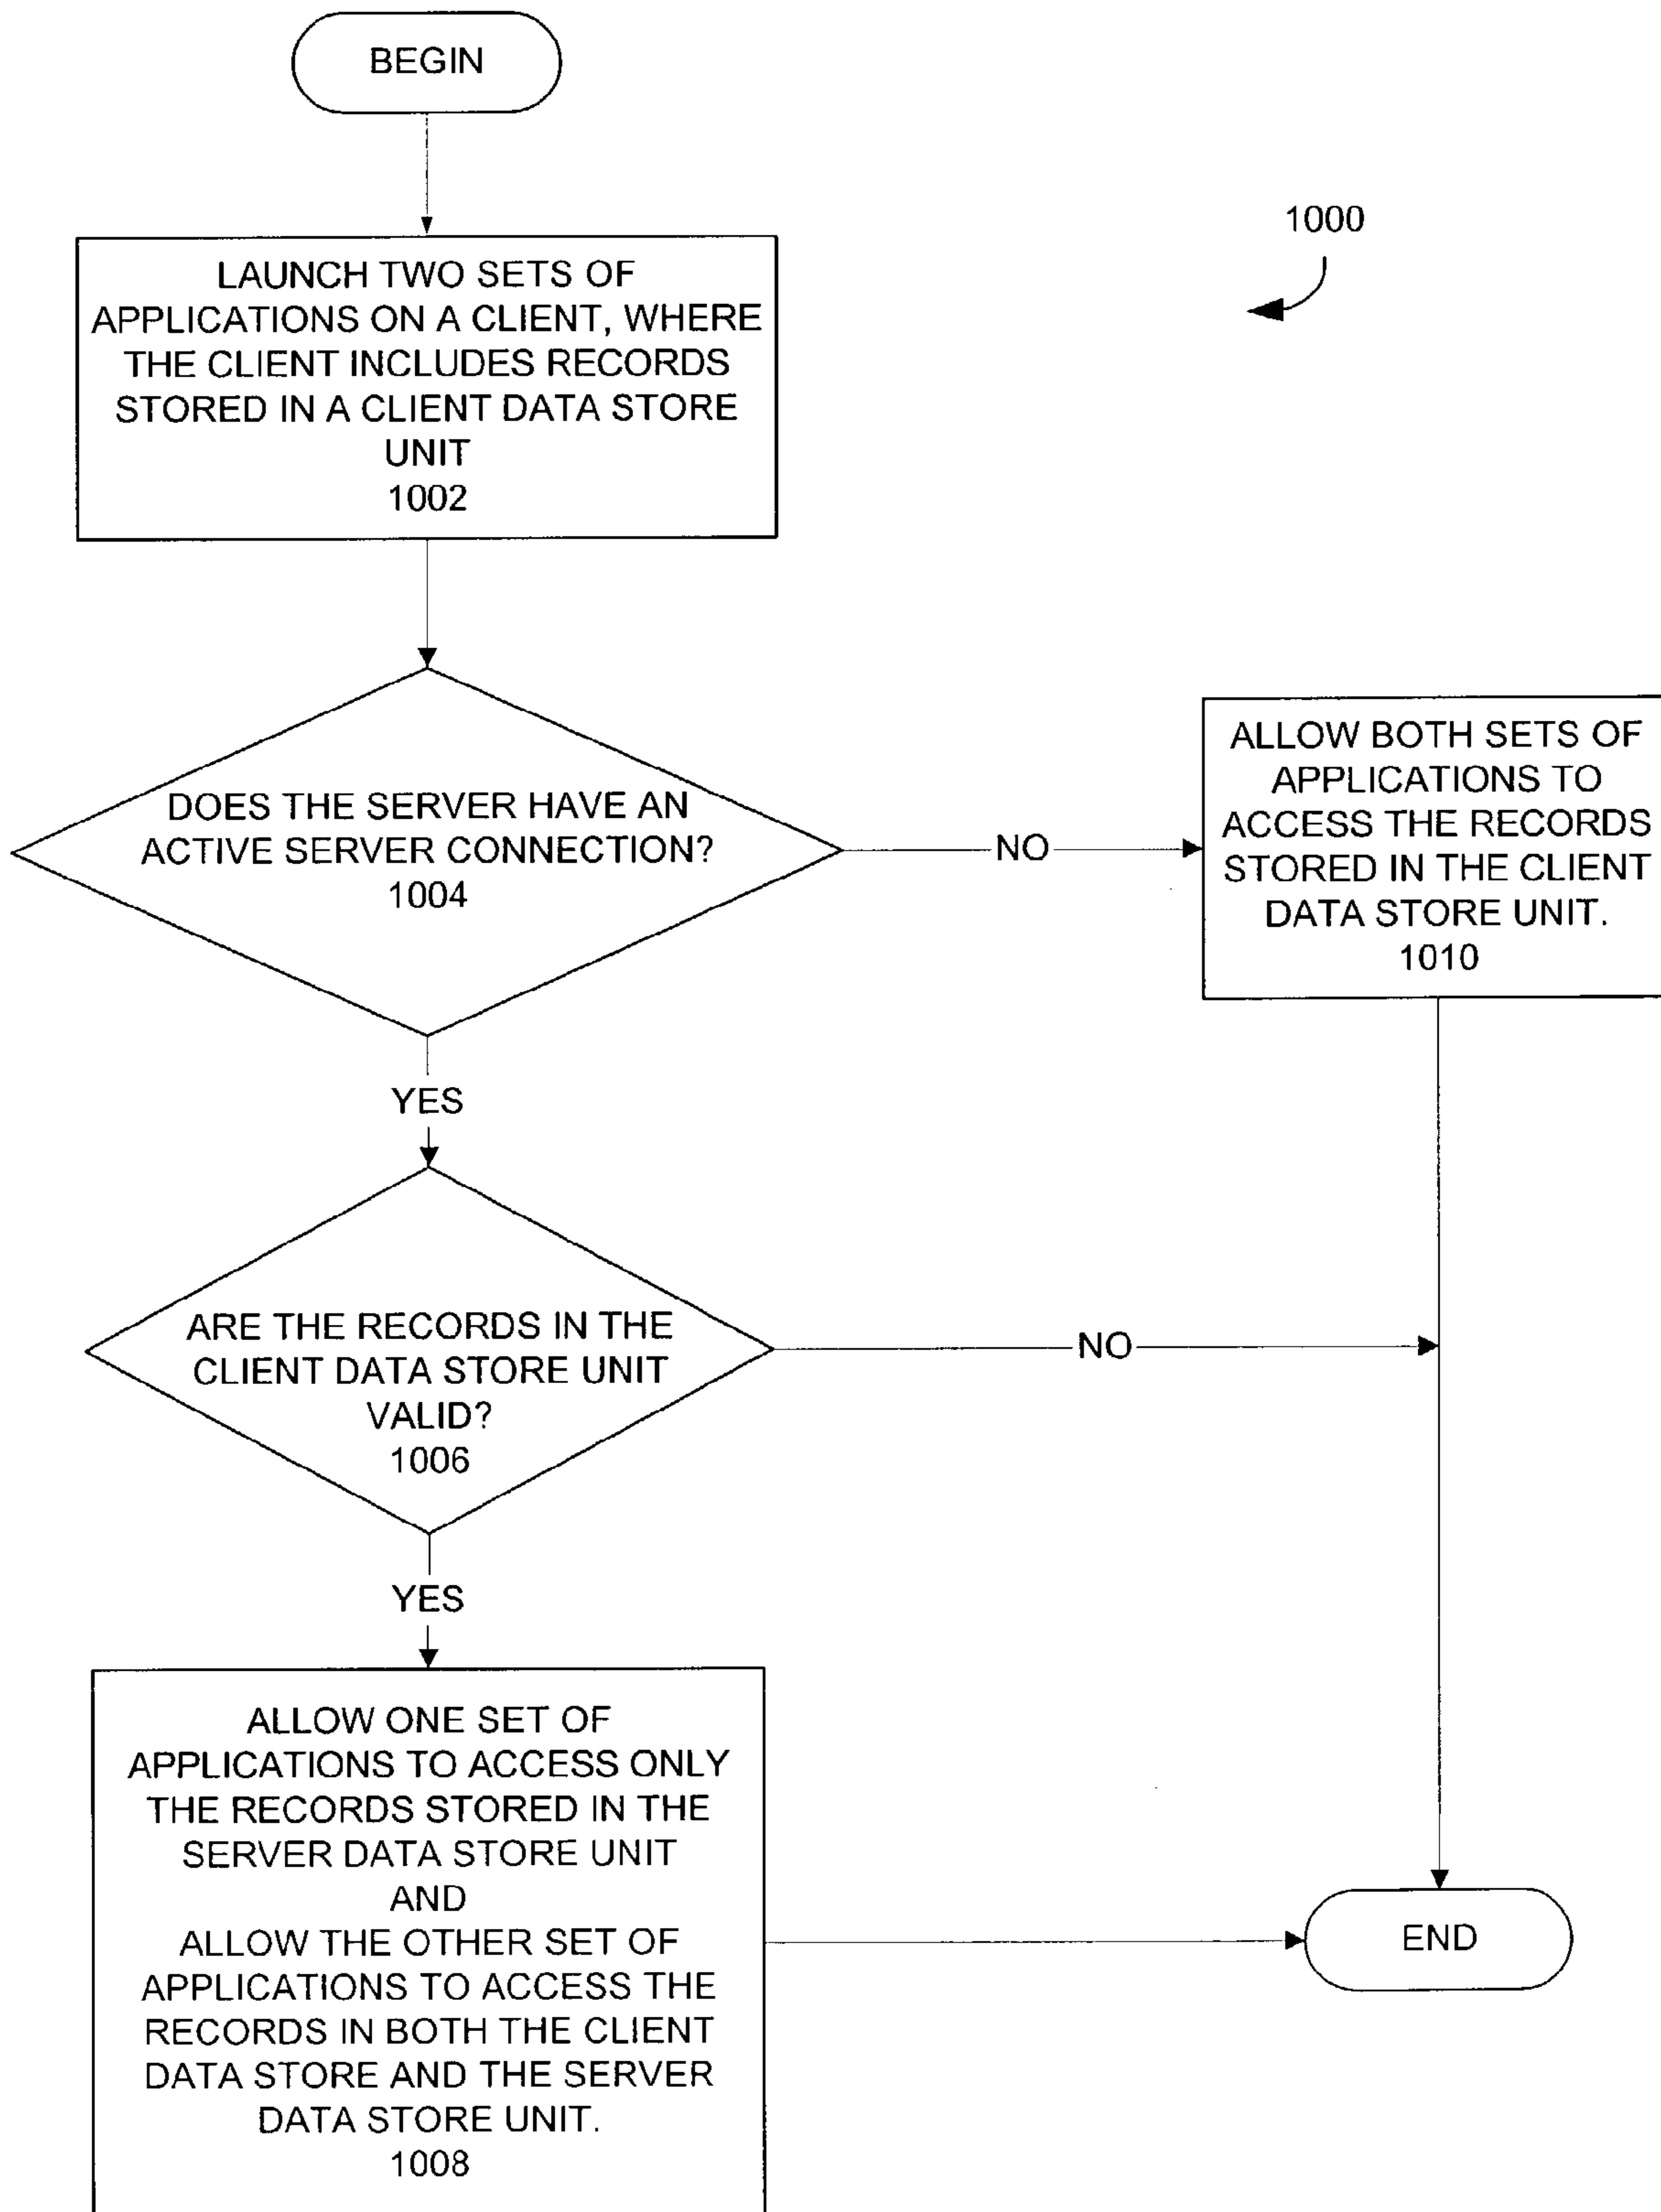 BEGIN
1000
LAUNCH TWO SETS OF
APPLICATIONS ON A CLIENT, WHERE
THE CLIENT INCLUDES RECORDS
STORED IN A CLIENT DATA STORE
UNIT
1002
DOES THE SERVER HAVE AN
ACTIVE SERVER CONNECTION?
1004
NO
ALLOW BOTH SETS OF
APPLICATIONS TO
ACCESS THE RECORDS
STORED IN THE CLIENT
DATA STORE UNIT.
1010
YES
ARE THE RECORDS IN THE
CLIENT DATA STORE UNIT
VALID?
1006
NO
YES
ALLOW ONE SET OF
APPLICATIONS TO ACCESS ONLY
THE RECORDS STORED IN THE
SERVER DATA STORE UNIT
AND
ALLOW THE OTHER SET OF
APPLICATIONS TO ACCESS THE
RECORDS IN BOTH THE CLIENT
DATA STORE AND THE SERVER
DATA STORE UNIT.
1008
END